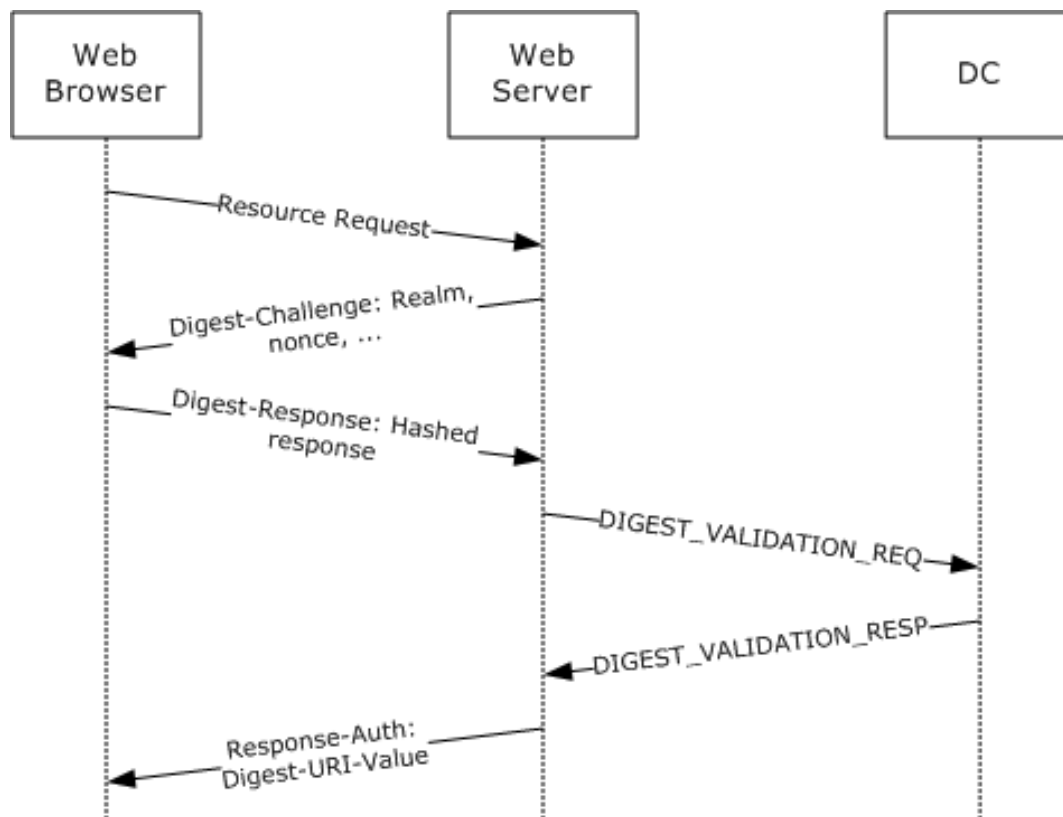 Web
Browser
Web
Server
DC
Resource Request
Digest-Challenge: Realm,
nonce, ...
Digest-Response: Hashed
response
DIGEST_VALIDATION_REQ
DIGEST_VALIDATION_RESP
Response-Auth:
Digest-URI-Value